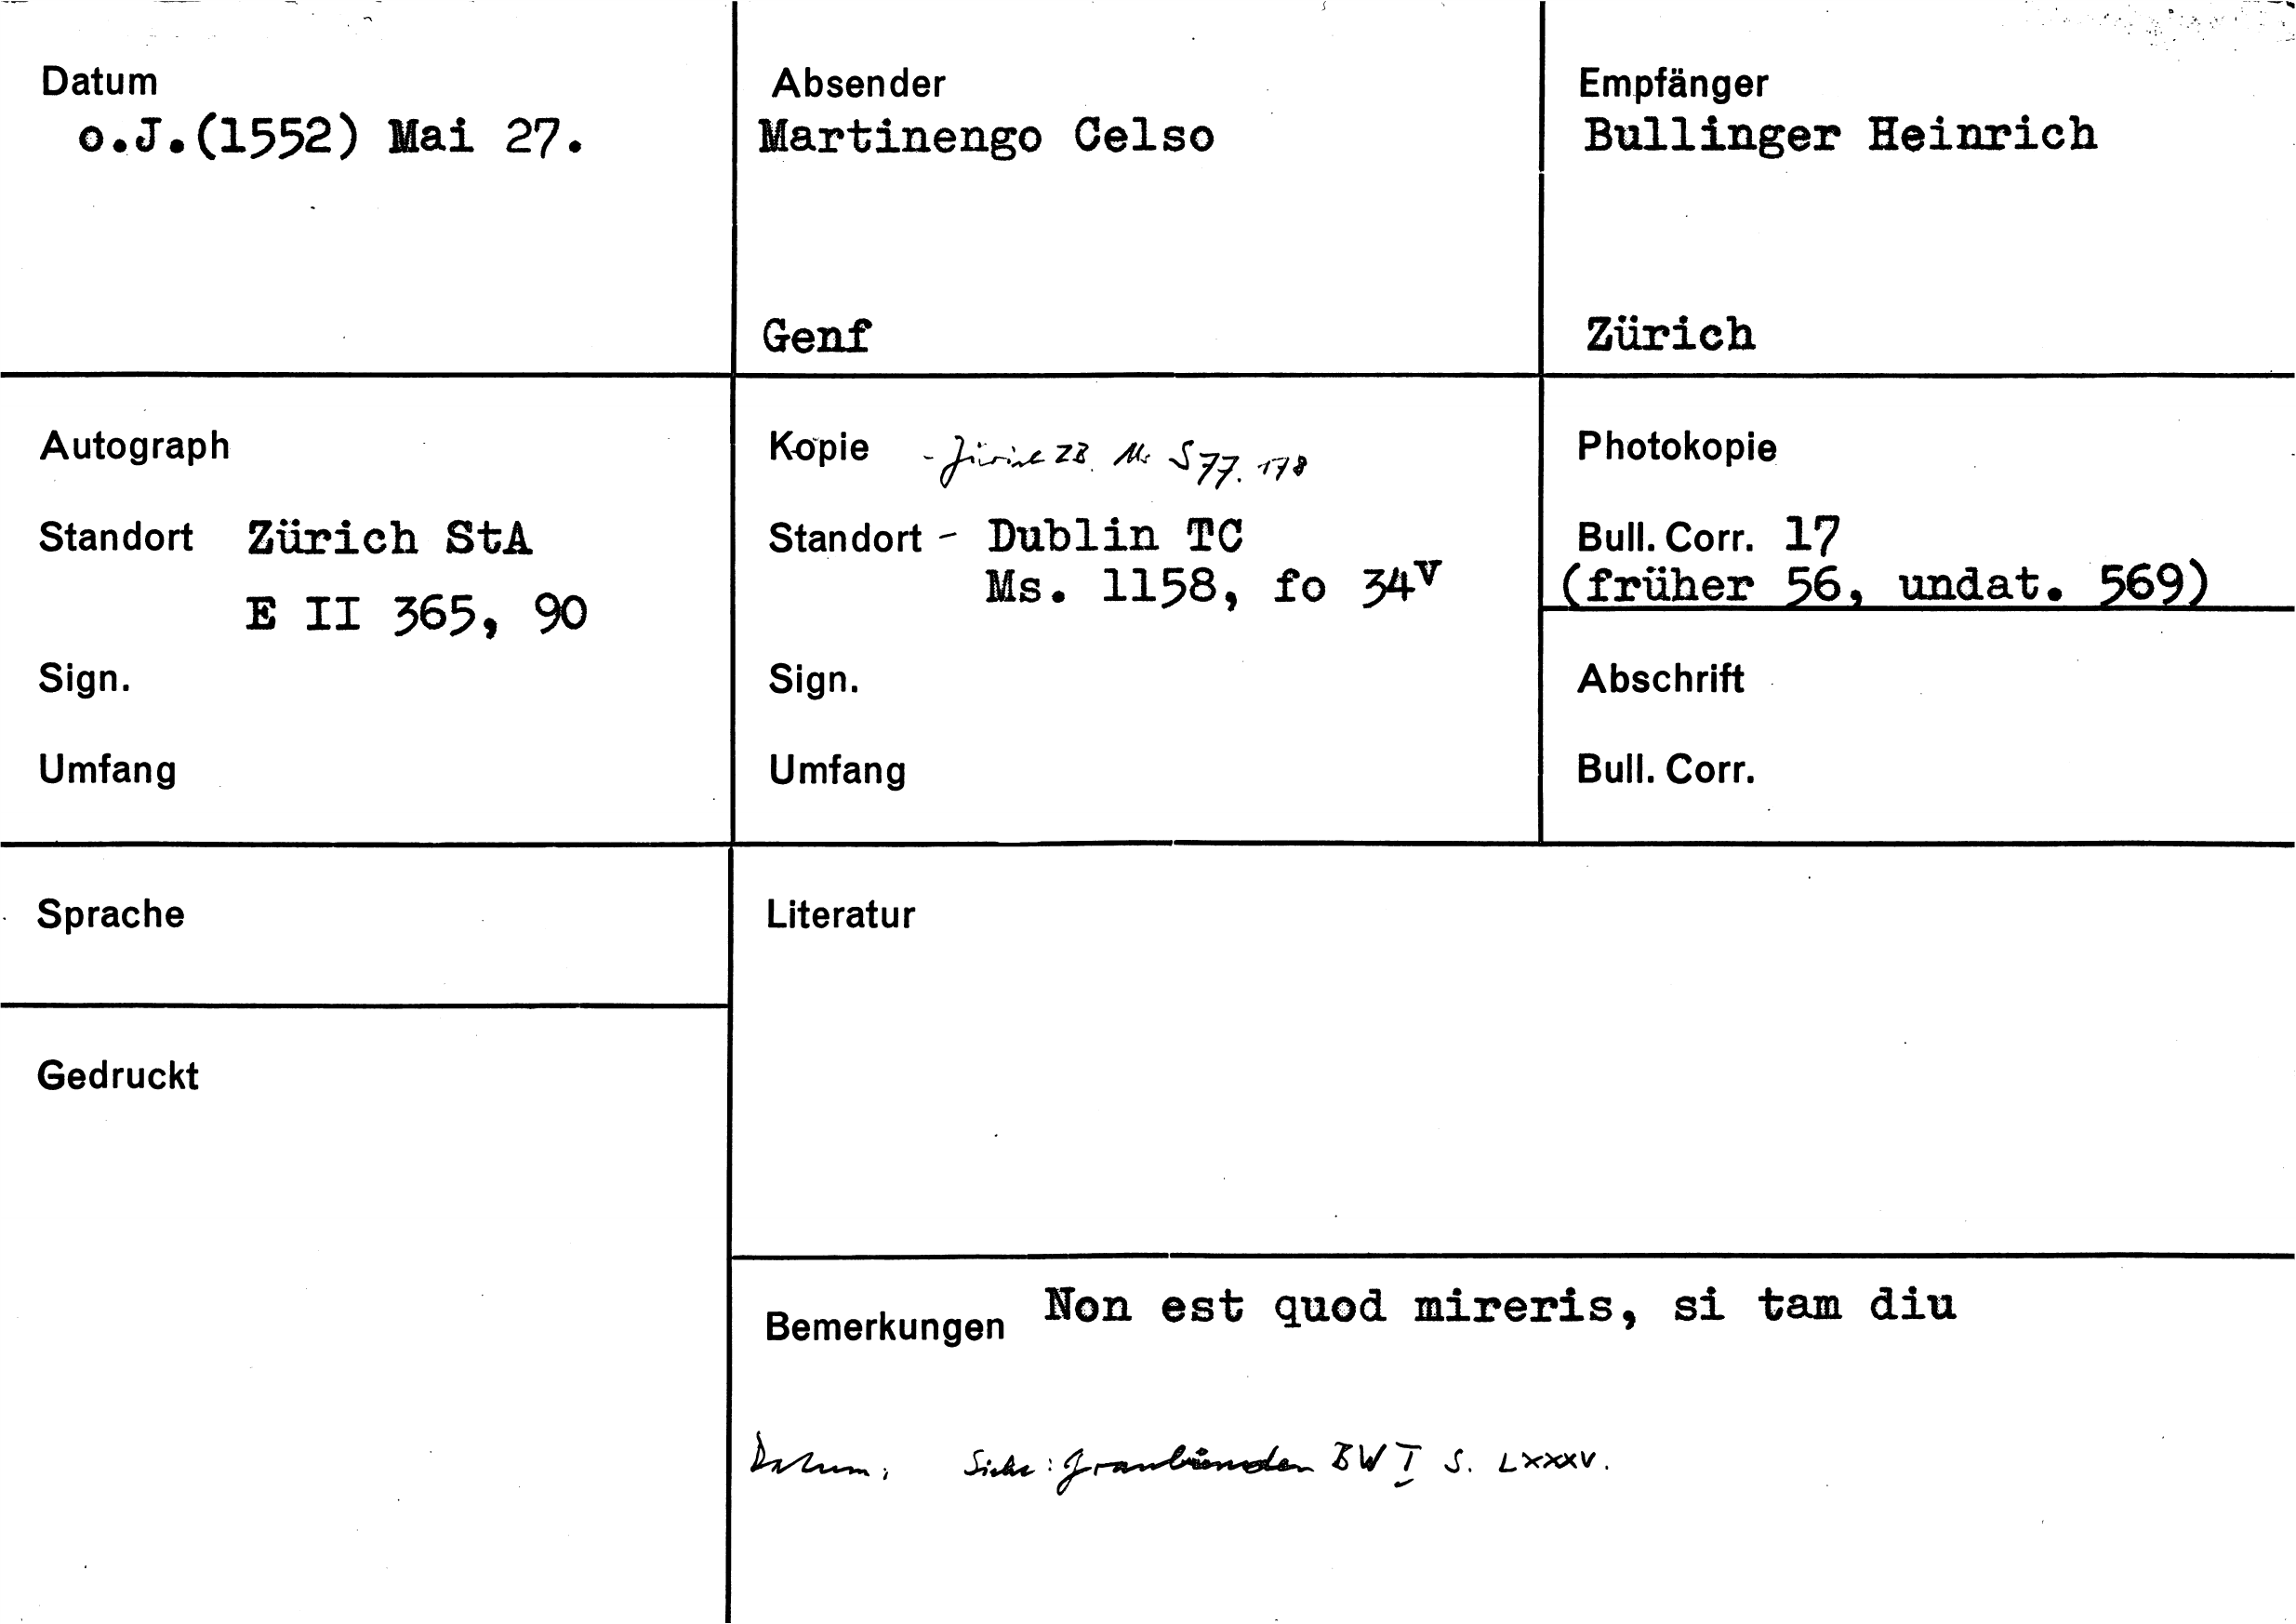 Datum
o.J.(1552) Mai 27.
Absender
Martinengo Celso
Genf
Empfänger
Bullinger Heinrich
Zürich
Autograph
Standort Zürich StA
E II 365, 90
Sign.
Umfang
Kopie - Zürich ZB. Ms S 77. 178
Standort - Dublin TC
Ms. 1158, fo 34v
Sign.
Umfang
Photokopie
Bull. Corr. 17
(früher 56, undat. 569)
Abschrift
Bull. Corr.
Sprache
Literatur
Gedruckt
Bemerkungen Non est quod mireris, si tam diu
Datum: Siehe: Graubünden BW I S. LXXXV.